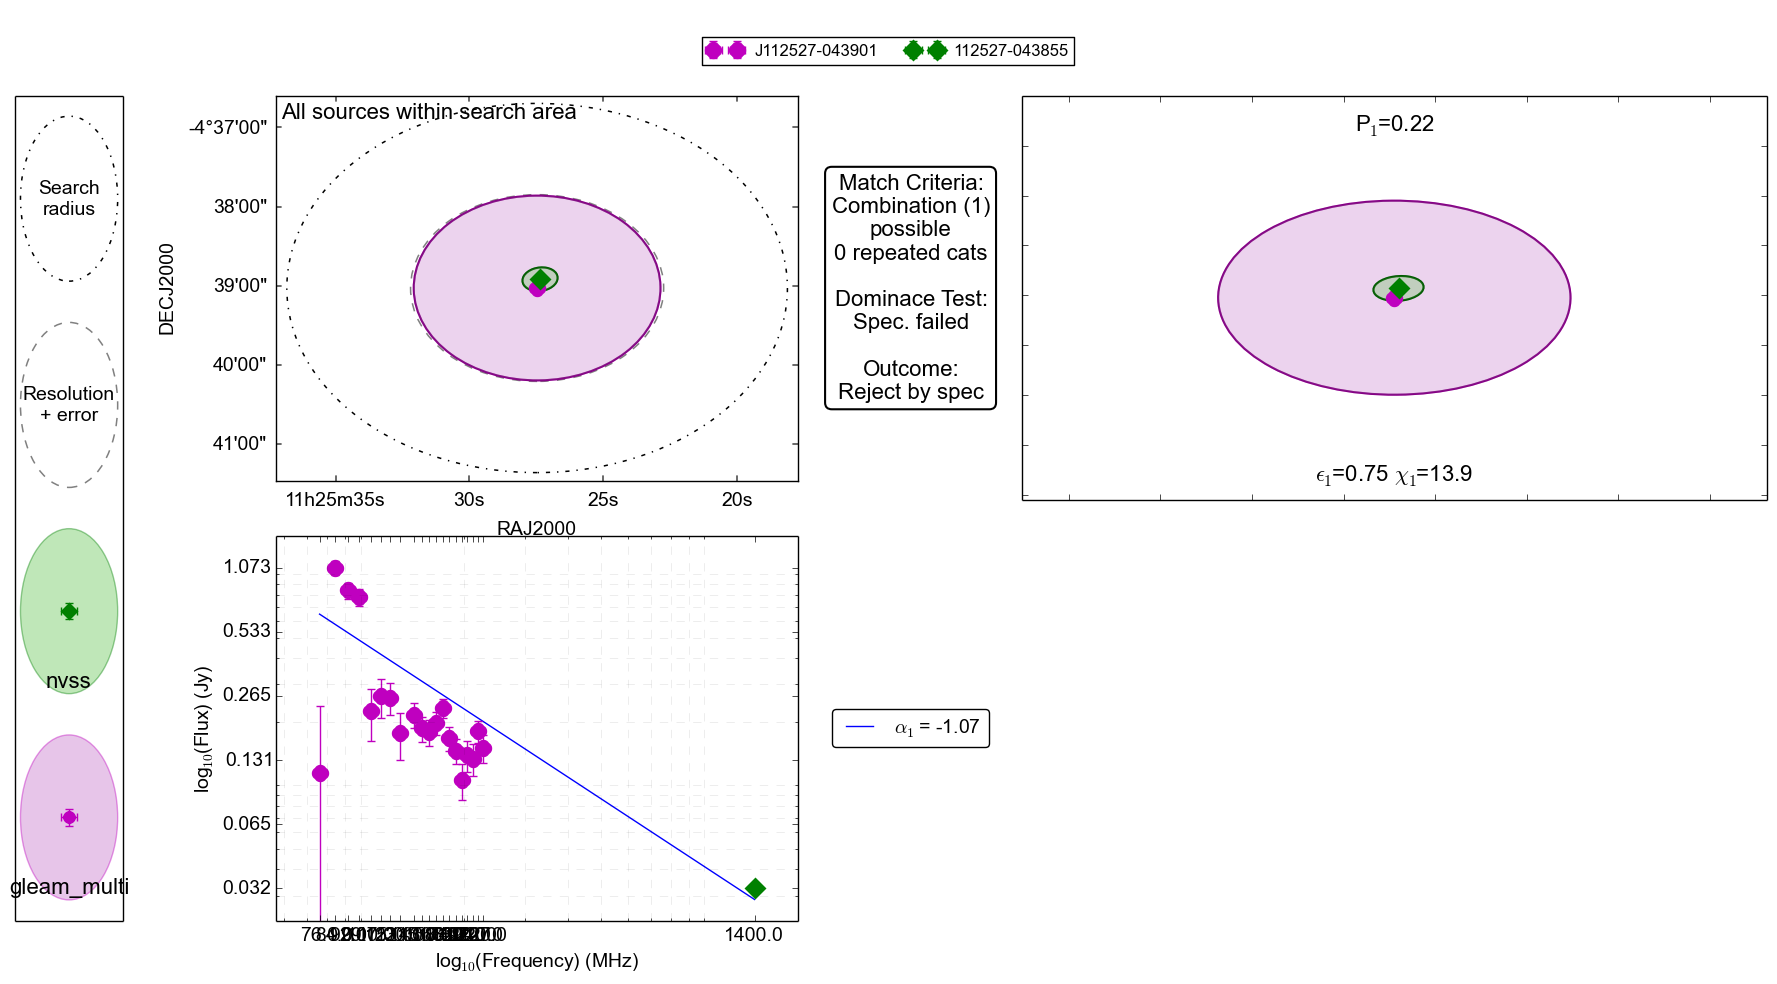 J112527-043901
112527-043855
Search
radius
Resolution
+ error
nvss
gleam_multi
All sources within search area
-4°37'00"
38'00"
39'00"
40'00"
41'00"
DECJ2000
11h25m35s
30s
25s
20s
RAJ2000
Match Criteria:
Combination (1)
possible
0 repeated cats
Dominace Test:
Spec. failed
Outcome:
Reject by spec
P₁=0.22
ϵ₁=0.75 χ₁=13.9
1.073
0.533
0.265
0.131
0.065
0.032
log₁₀(Flux) (Jy)
1400.0
log₁₀(Frequency) (MHz)
α₁ = -1.07